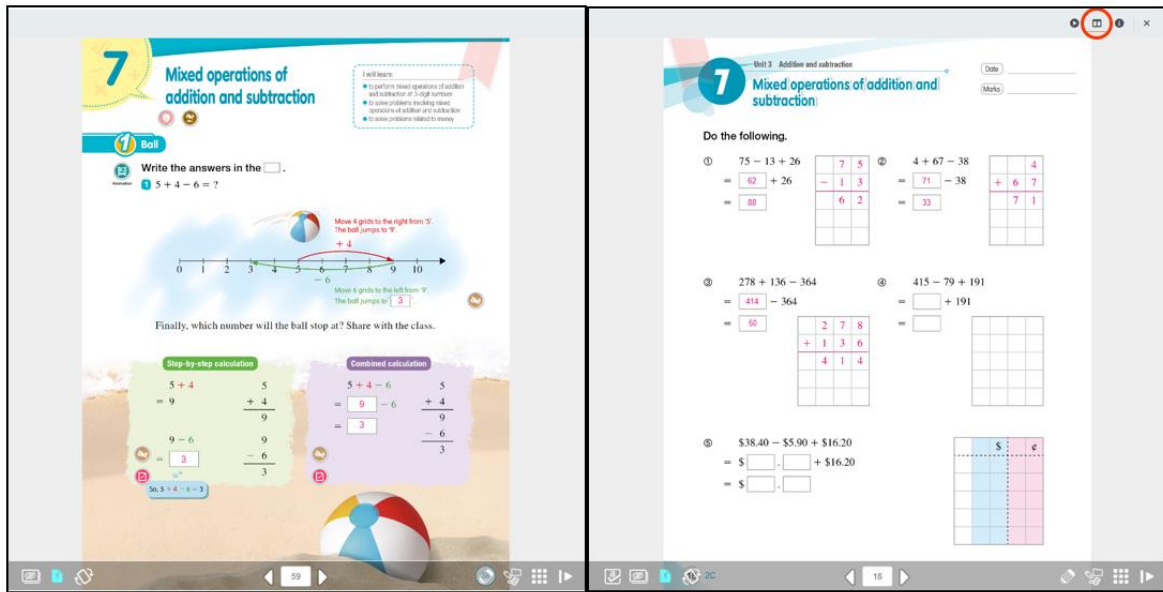 7
Mixed operations of
addition and subtraction
I will learn:
to perform mixed operations of addition
and subtraction of 3-digit numbers
to solve problems involving mixed
operations of addition and subtraction
to solve problems related to money
1 Ball
Write the answers in the
1 5 + 4 − 6 = ?
Move 4 grids to the right from '5'.
The ball jumps to '9'
+ 4
0 1 2 3 4 5 6 7 8 9 10
− 6
Move 6 grids to the left from '9'.
The ball jumps to 3
Finally, which number will the ball stop at? Share with the class.
Step-by-step calculation
5 + 4
= 9
5
+ 4
9
9 − 6
= 3
9
− 6
3
So, 5 + 4 − 6 = 3
Combined calculation
5 + 4 − 6
= 9 − 6
= 3
5
+ 4
9
− 6
3
59
Unit 3 Addition and subtraction
7
Mixed operations of addition and
subtraction
Date
Marks
Do the following.
① 75 − 13 + 26
= 62 + 26
= 88
7 5
− 1 3
6 2
② 4 + 67 − 38
= 71 − 38
= 33
4
+ 6 7
7 1
③ 278 + 136 − 364
= 414 − 364
= 50
2 7 8
+ 1 3 6
4 1 4
④ 415 − 79 + 191
= + 191
=
⑤ $38.40 − $5.90 + $16.20
= $ . + $16.20
= $ .
$ ¢
2C
18